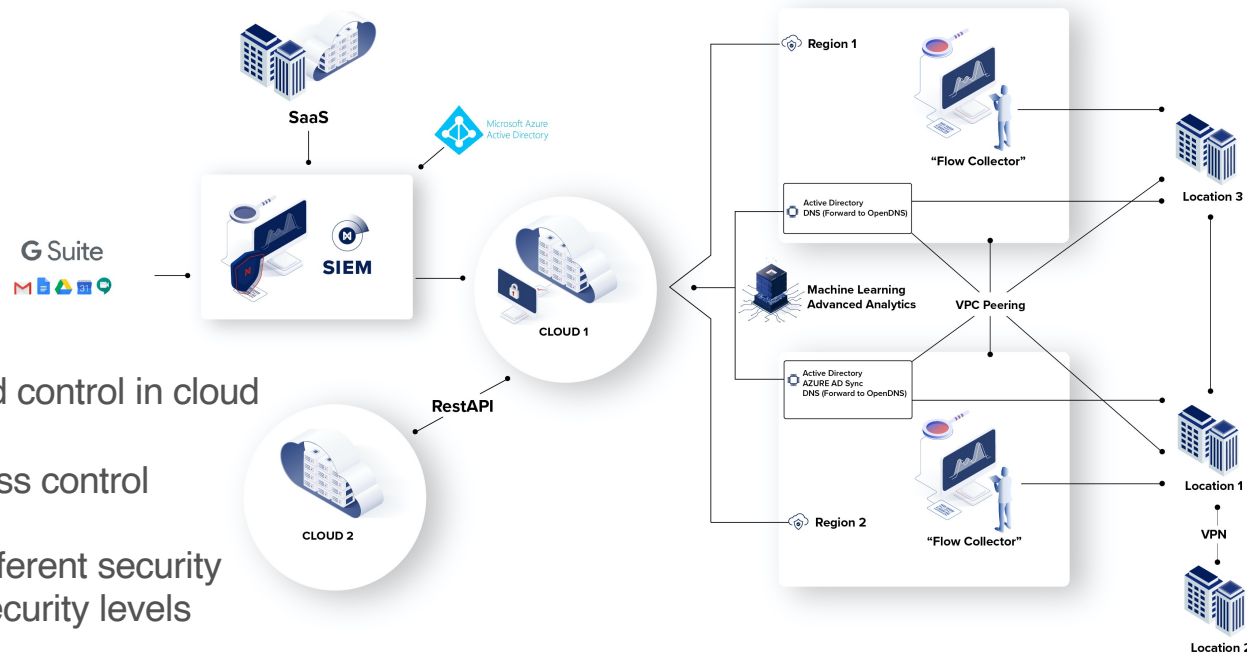 SaaS
Microsoft Azure
Active Directory
G Suite
31
N
SIEM
CLOUD 1
RestAPI
CLOUD 2
d control in cloud
ss control
ferent security
ecurity levels
Region 1
“Flow Collector”
Active Directory
DNS (Forward to OpenDNS)
Machine Learning
Advanced Analytics
VPC Peering
Active Directory
AZURE AD Sync
DNS (Forward to OpenDNS)
Region 2
“Flow Collector”
Location 3
Location 1
VPN
Location 2